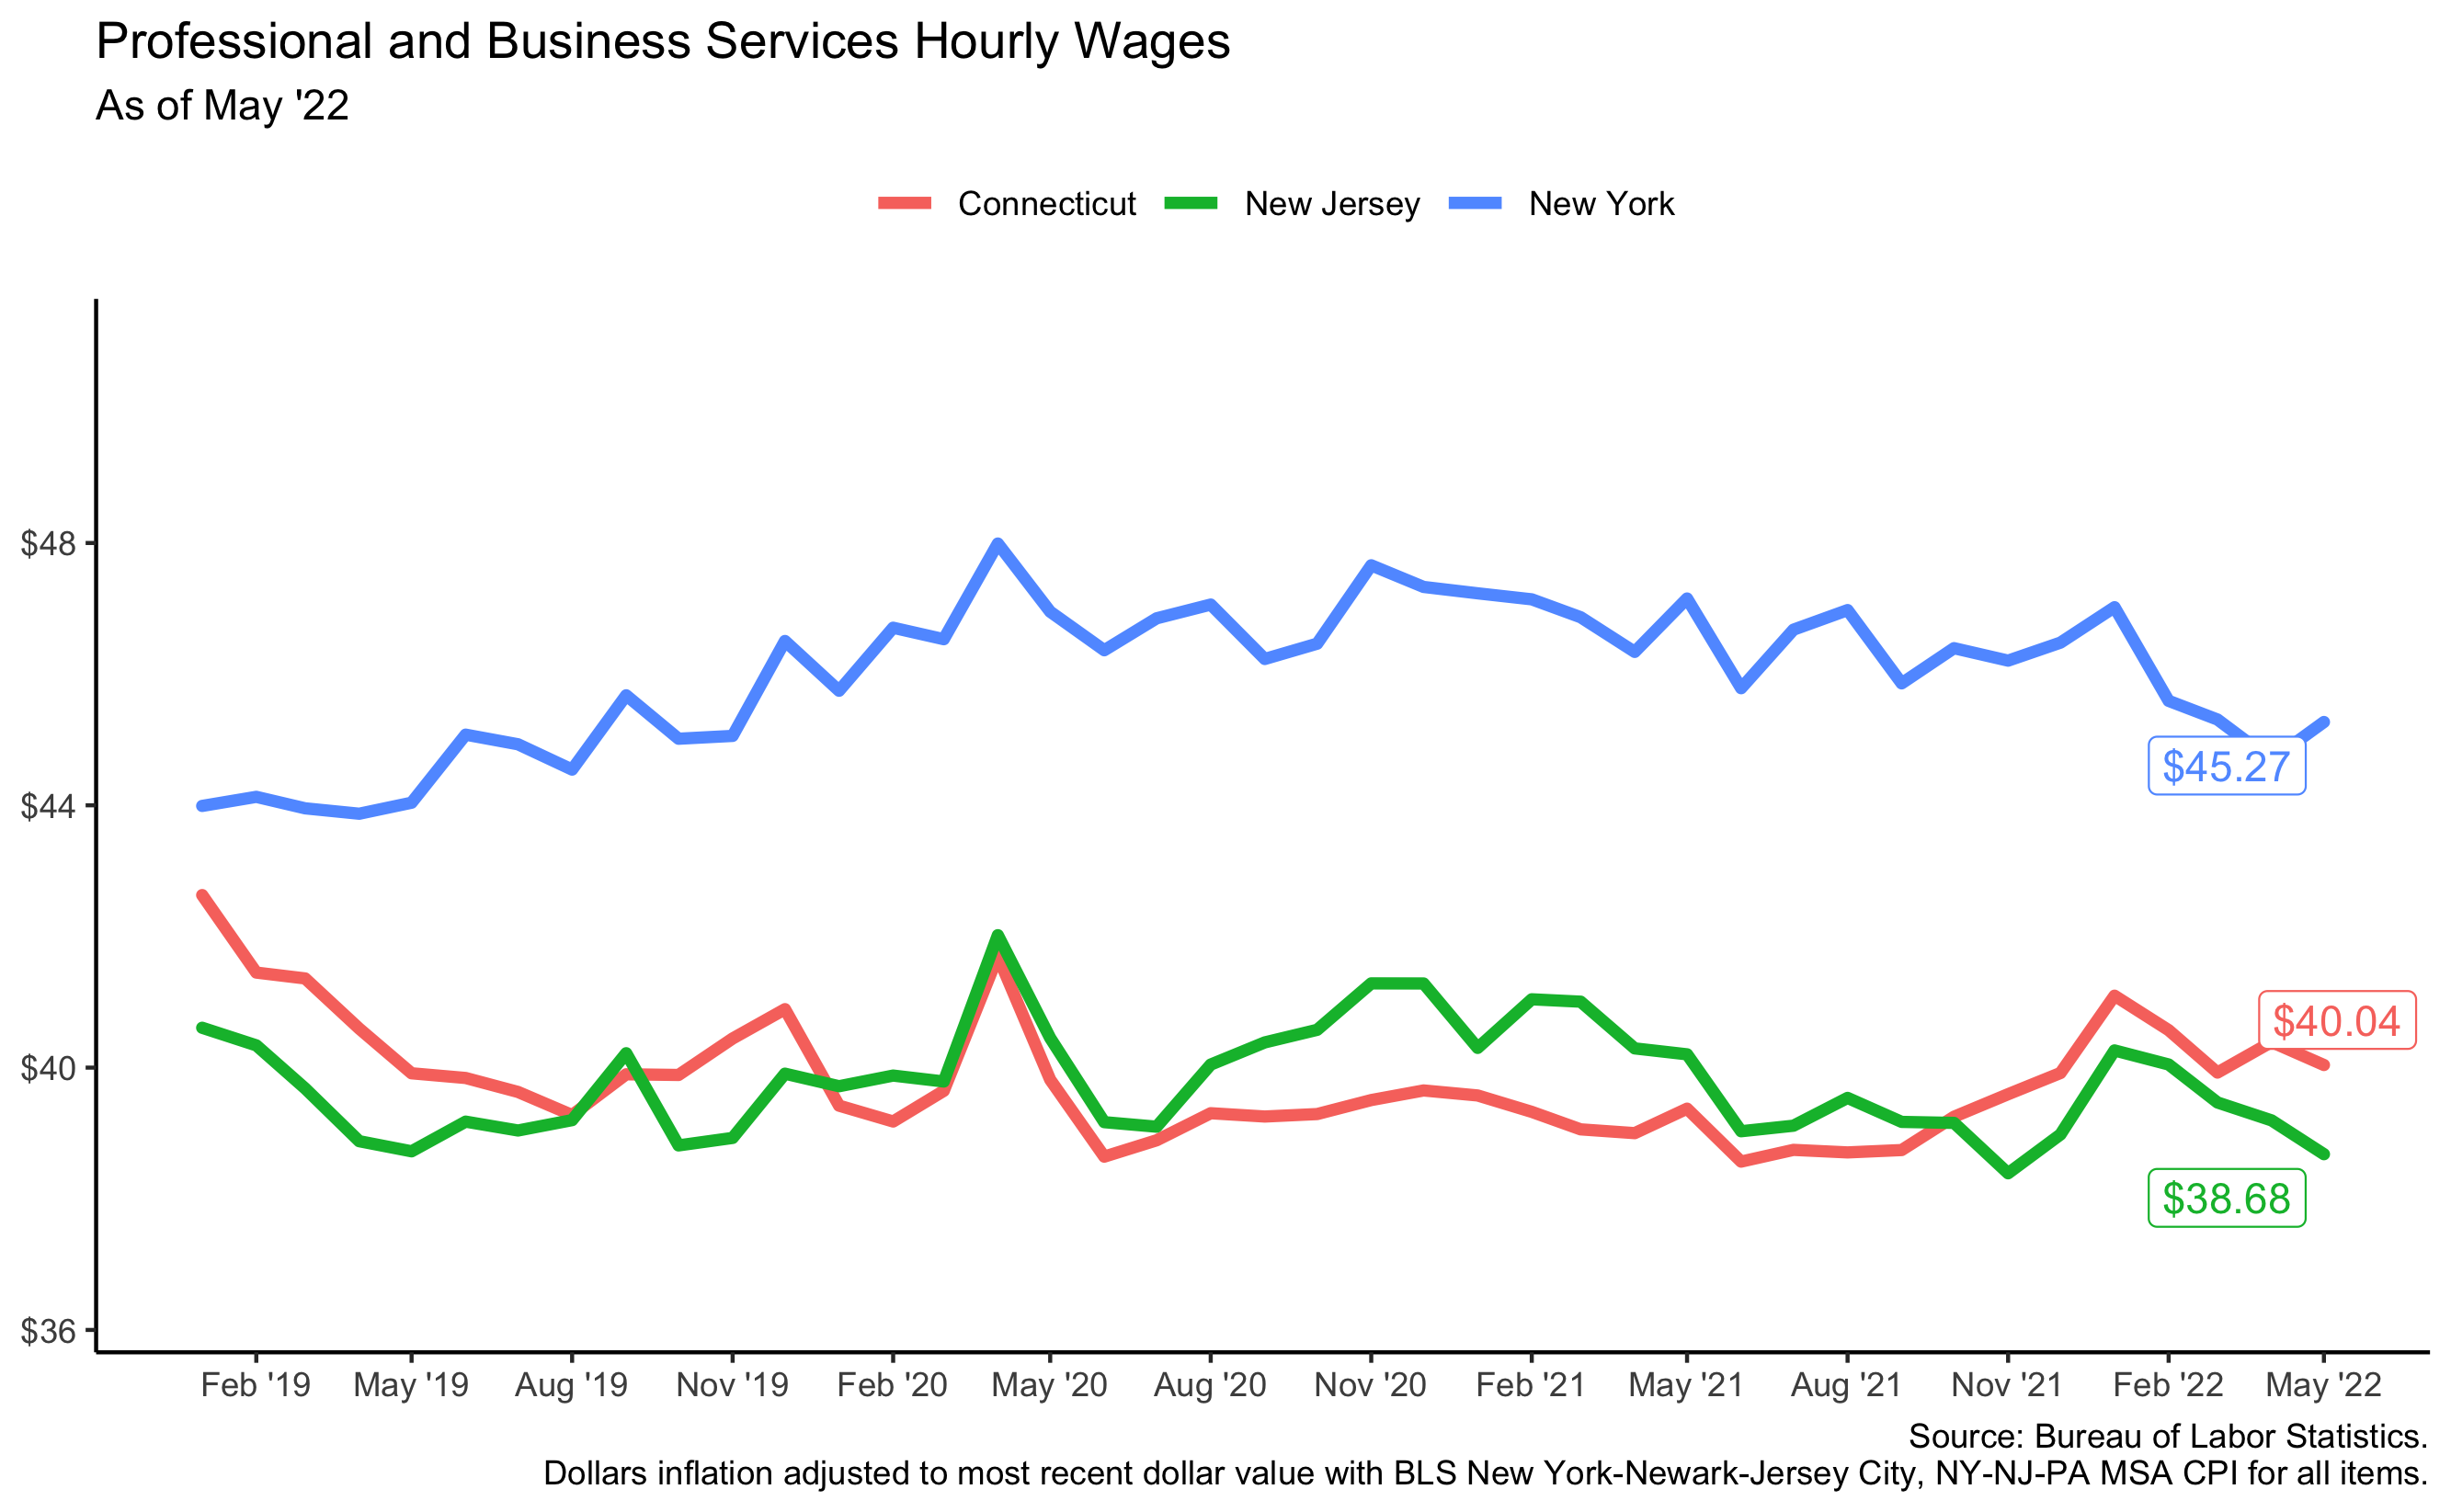 Professional and Business Services Hourly Wages
As of May '22
Connecticut New Jersey New York
$48
$44
$40
$36
$45.27
$40.04
$38.68
Feb '19 May '19 Aug '19 Nov '19 Feb '20 May '20 Aug '20 Nov '20 Feb '21 May '21 Aug '21 Nov '21 Feb '22 May '22
Source: Bureau of Labor Statistics.
Dollars inflation adjusted to most recent dollar value with BLS New York-Newark-Jersey City, NY-NJ-PA MSA CPI for all items.